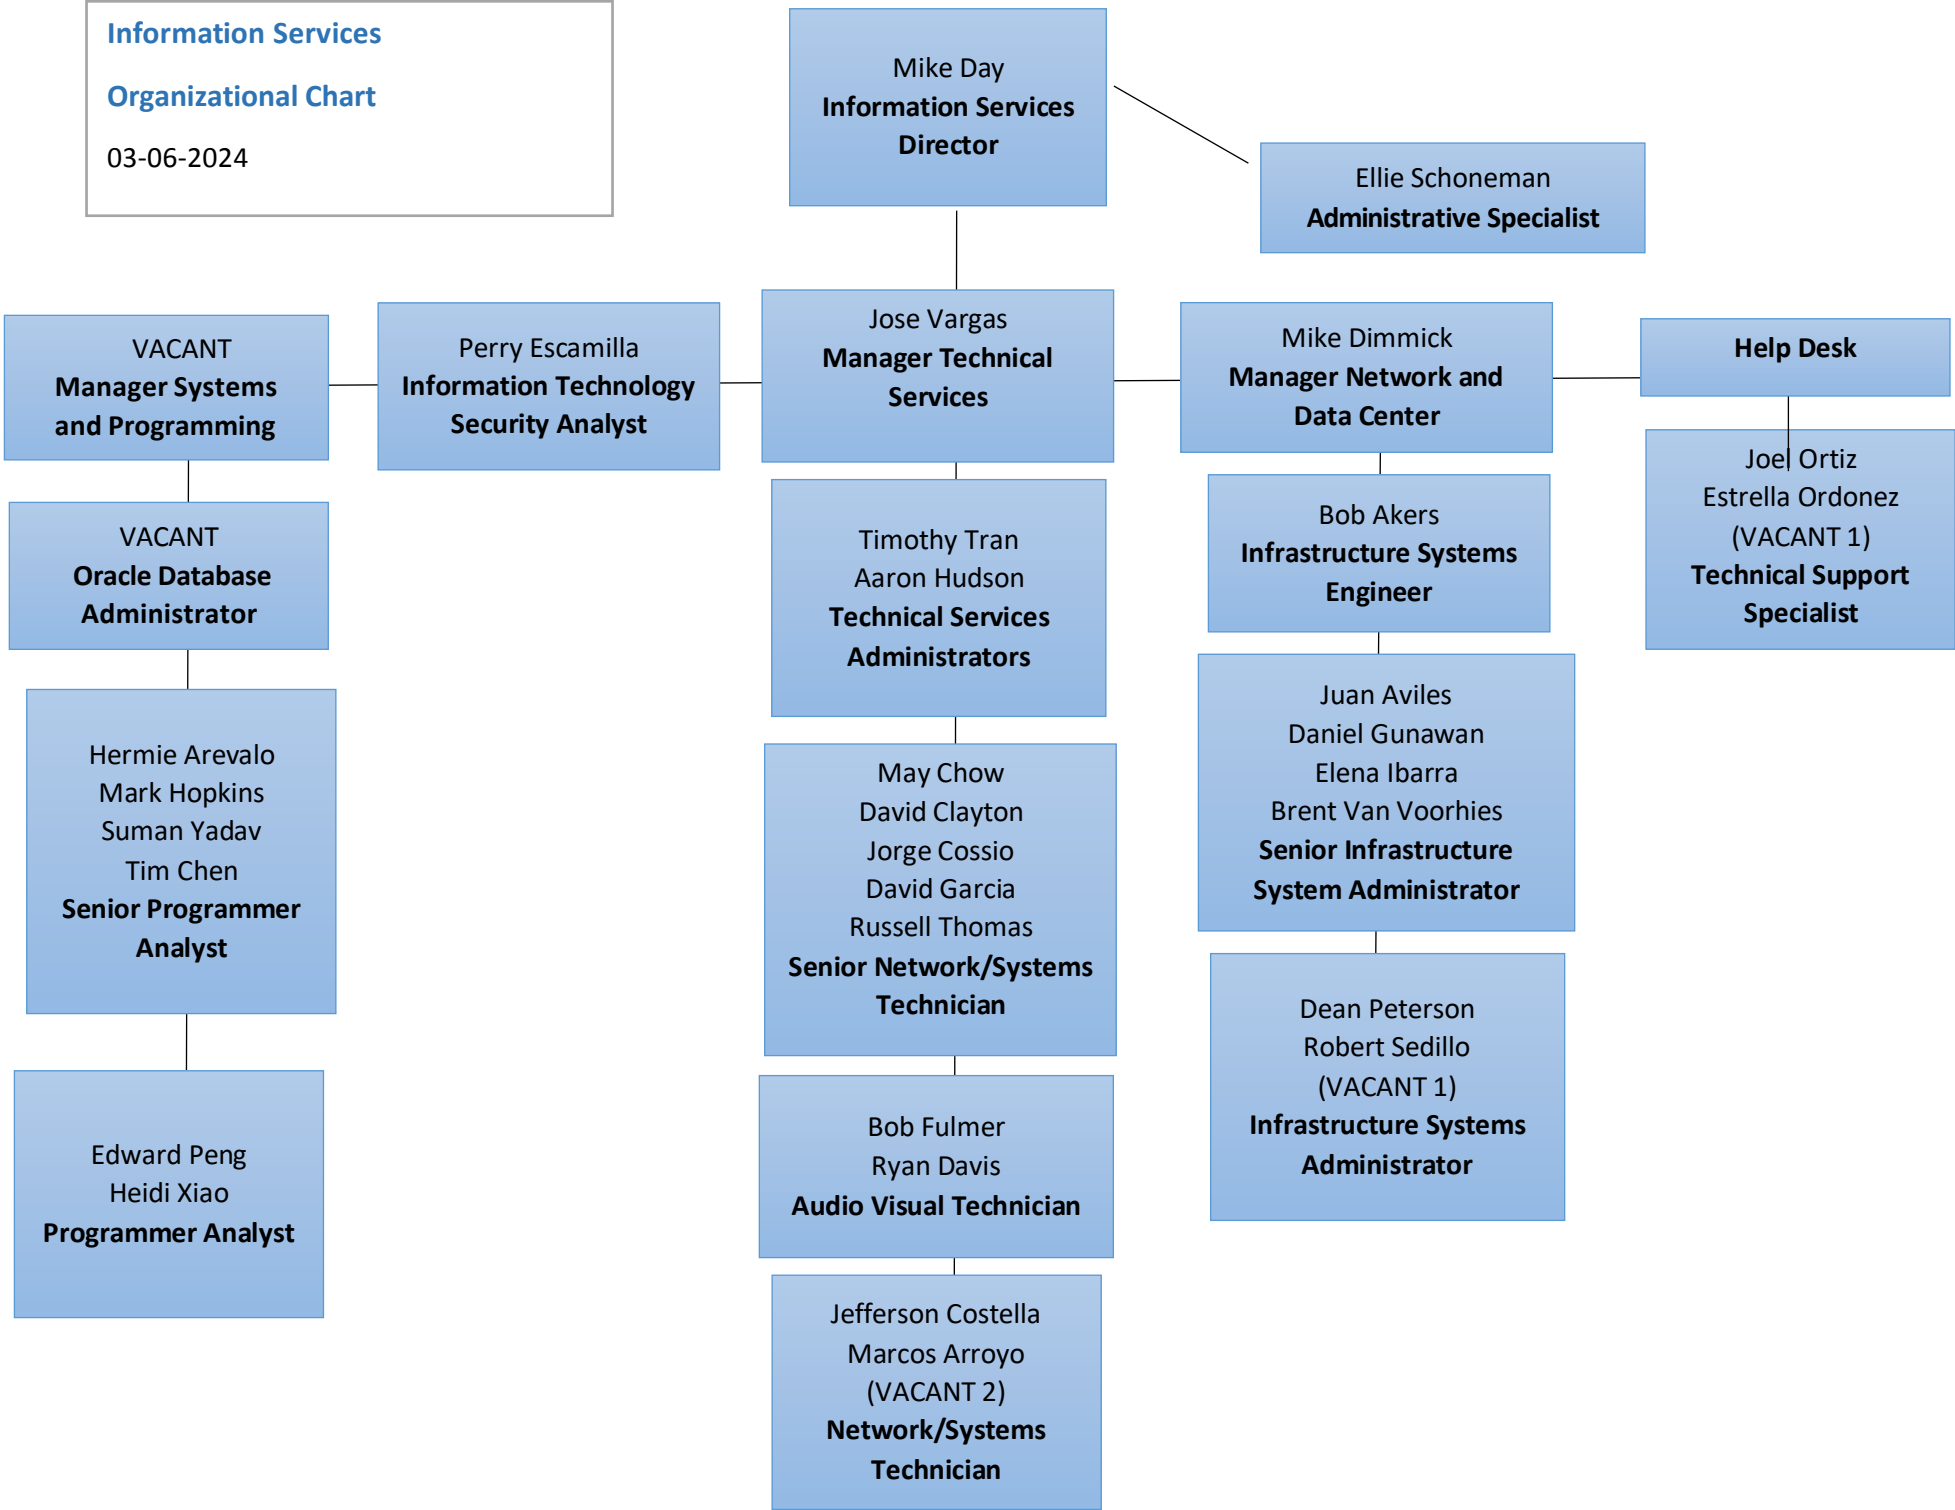 Information Services
Organizational Chart
03-06-2024
Mike Day
Information Services
Director
Ellie Schoneman
Administrative Specialist
VACANT
Manager Systems
and Programming
Perry Escamilla
Information Technology
Security Analyst
Jose Vargas
Manager Technical
Services
Mike Dimmick
Manager Network and
Data Center
Help Desk
VACANT
Oracle Database
Administrator
Hermie Arevalo
Mark Hopkins
Suman Yadav
Tim Chen
Senior Programmer
Analyst
Edward Peng
Heidi Xiao
Programmer Analyst
Timothy Tran
Aaron Hudson
Technical Services
Administrators
May Chow
David Clayton
Jorge Cossio
David Garcia
Russell Thomas
Senior Network/Systems
Technician
Bob Fulmer
Ryan Davis
Audio Visual Technician
Jefferson Costella
Marcos Arroyo
(VACANT 2)
Network/Systems
Technician
Bob Akers
Infrastructure Systems
Engineer
Juan Aviles
Daniel Gunawan
Elena Ibarra
Brent Van Voorhies
Senior Infrastructure
System Administrator
Dean Peterson
Robert Sedillo
(VACANT 1)
Infrastructure Systems
Administrator
Joel Ortiz
Estrella Ordonez
(VACANT 1)
Technical Support
Specialist